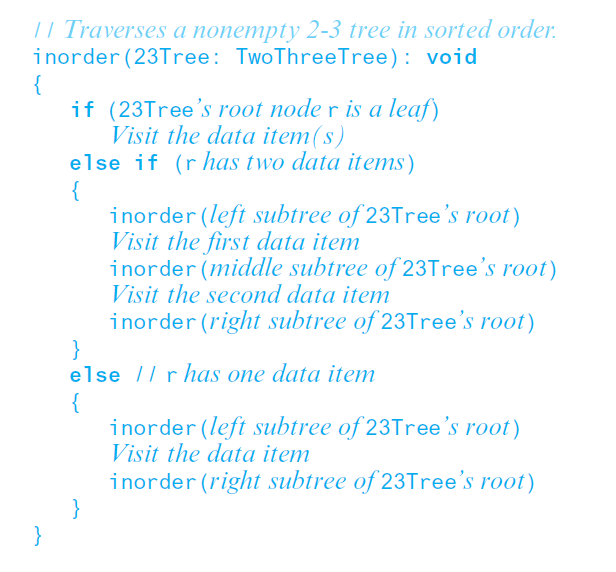 // Traverses a nonempty 2-3 tree in sorted order.
inorder(23Tree: TwoThreeTree): void
{
if (23Tree’s root node r is a leaf)
Visit the data item(s)
else if (r has two data items)
{
inorder(left subtree of 23Tree’s root)
Visit the first data item
inorder(middle subtree of 23Tree’s root)
Visit the second data item
inorder(right subtree of 23Tree’s root)
}
else // r has one data item
{
inorder(left subtree of 23Tree’s root)
Visit the data item
inorder(right subtree of 23Tree’s root)
}
}